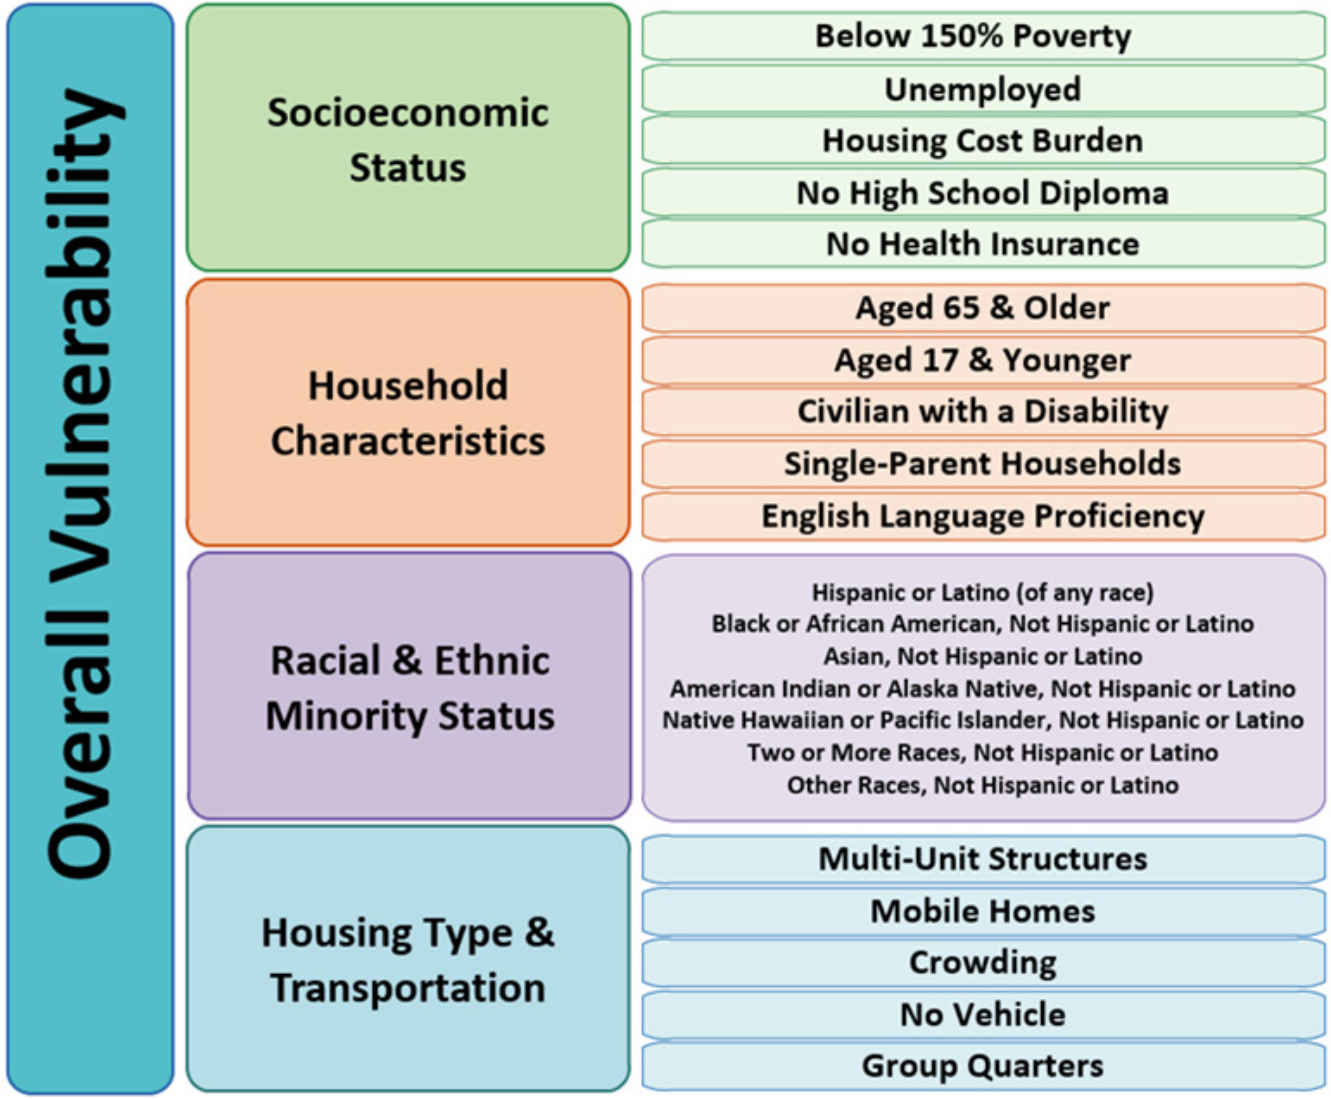 Overall Vulnerability
Socioeconomic
Status
Below 150% Poverty
Unemployed
Housing Cost Burden
No High School Diploma
No Health Insurance
Household
Characteristics
Aged 65 & Older
Aged 17 & Younger
Civilian with a Disability
Single-Parent Households
English Language Proficiency
Racial & Ethnic
Minority Status
Hispanic or Latino (of any race)
Black or African American, Not Hispanic or Latino
Asian, Not Hispanic or Latino
American Indian or Alaska Native, Not Hispanic or Latino
Native Hawaiian or Pacific Islander, Not Hispanic or Latino
Two or More Races, Not Hispanic or Latino
Other Races, Not Hispanic or Latino
Housing Type &
Transportation
Multi-Unit Structures
Mobile Homes
Crowding
No Vehicle
Group Quarters